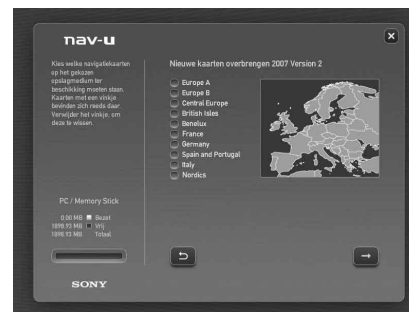 nav-u
Kies welke navigatiekaarten
op het gekozen
opslagmedium ter
beschikking moeten staan.
Kaarten met een vinkje
bevinden zich reeds daar.
Verwijder het vinkje, om
deze te wissen.
Nieuwe kaarten overbrengen 2007 Version 2
Europe A
Europe B
Central Europe
British Isles
Benelux
France
Germany
Spain and Portugal
Italy
Nordics
PC / Memory Stick
0.00 MB Bezet
1898.93 MB Vrij
1898.93 MB Totaal
SONY